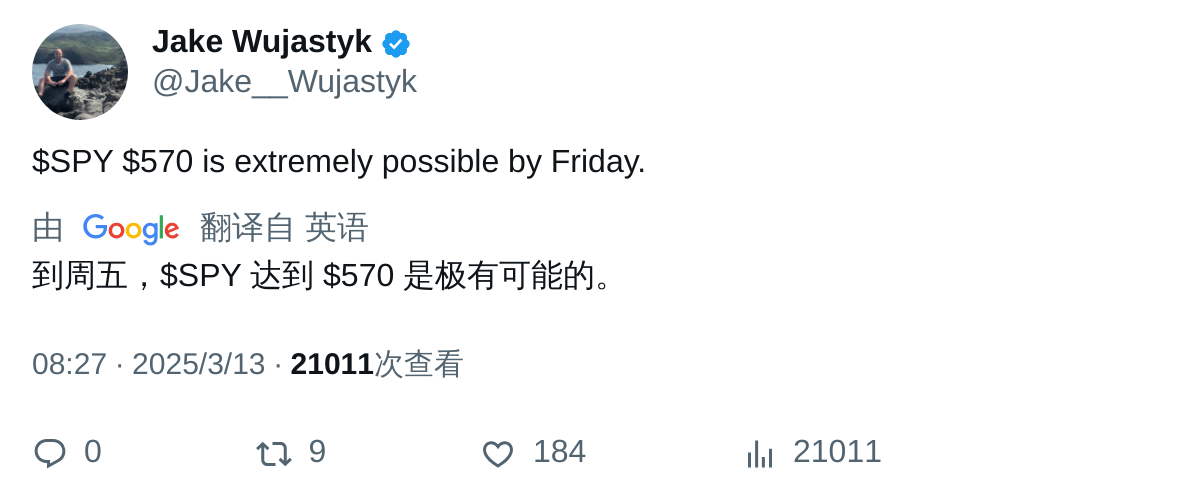 Jake Wujastyk
@Jake__Wujastyk
$SPY $570 is extremely possible by Friday.
由 Google 翻译自 英语
到周五，$SPY 达到 $570 是极有可能的。
08:27 · 2025/3/13 · 21011次查看
0 9 184 21011